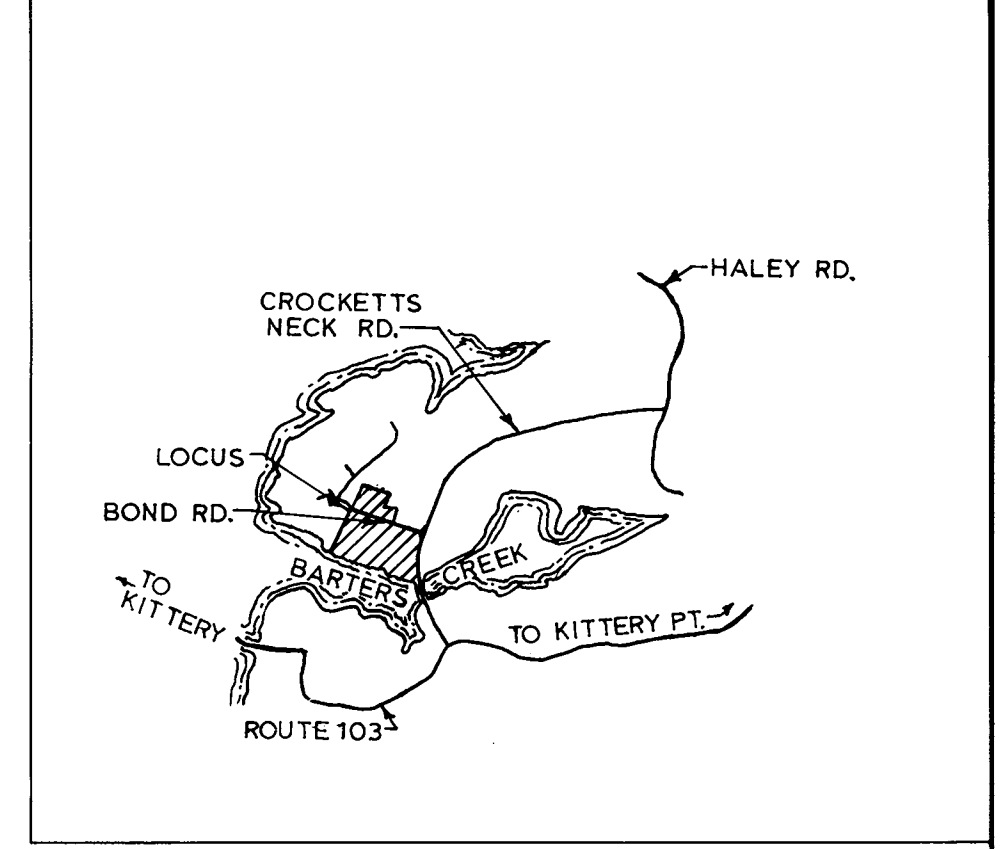 HALEY RD.
CROCKETTS
NECK RD.
LOCUS
BOND RD.
BARTERS
CREEK
TO
KITTERY
TO KITTERY PT.
ROUTE 103